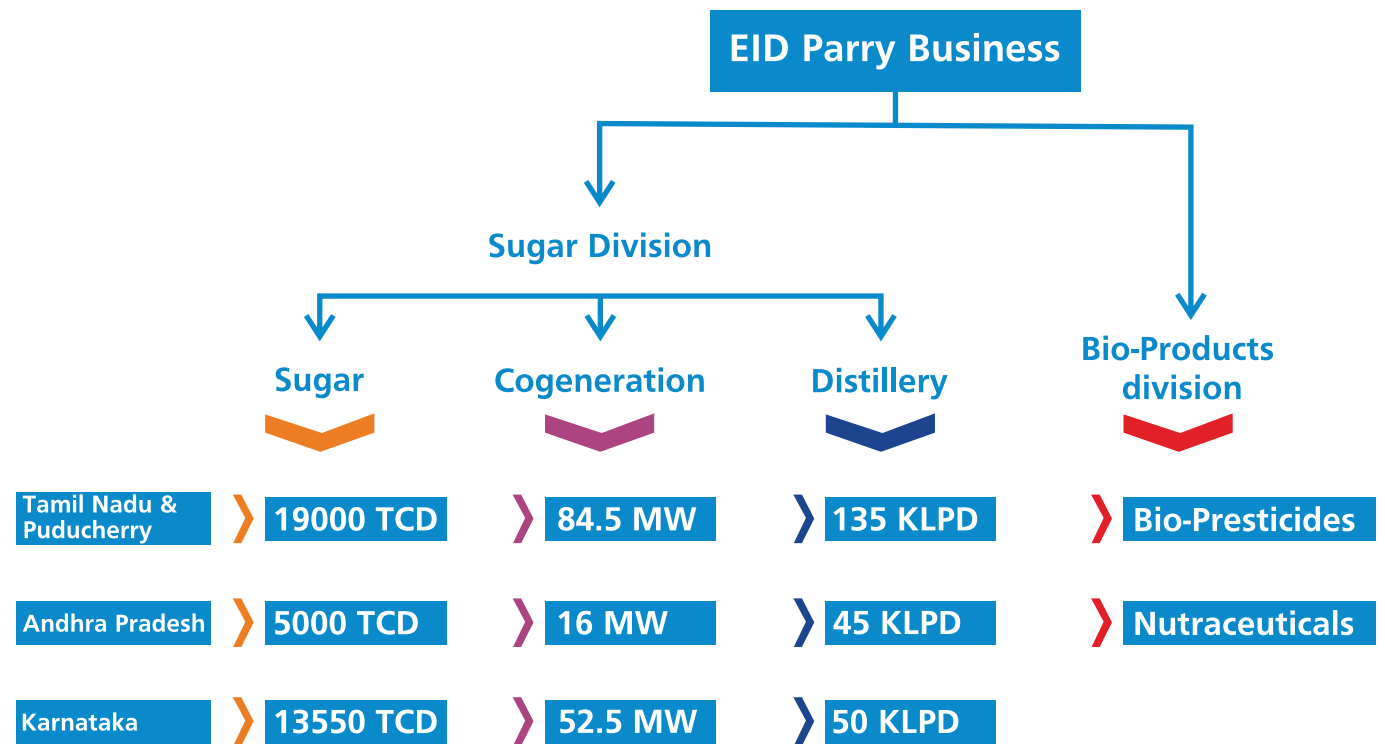 EID Parry Business
Sugar Division
Sugar
Cogeneration
Distillery
Bio-Products
division
Tamil Nadu &
Puducherry
19000 TCD
84.5 MW
135 KLPD
Bio-Presticides
Andhra Pradesh
5000 TCD
16 MW
45 KLPD
Nutraceuticals
Karnataka
13550 TCD
52.5 MW
50 KLPD